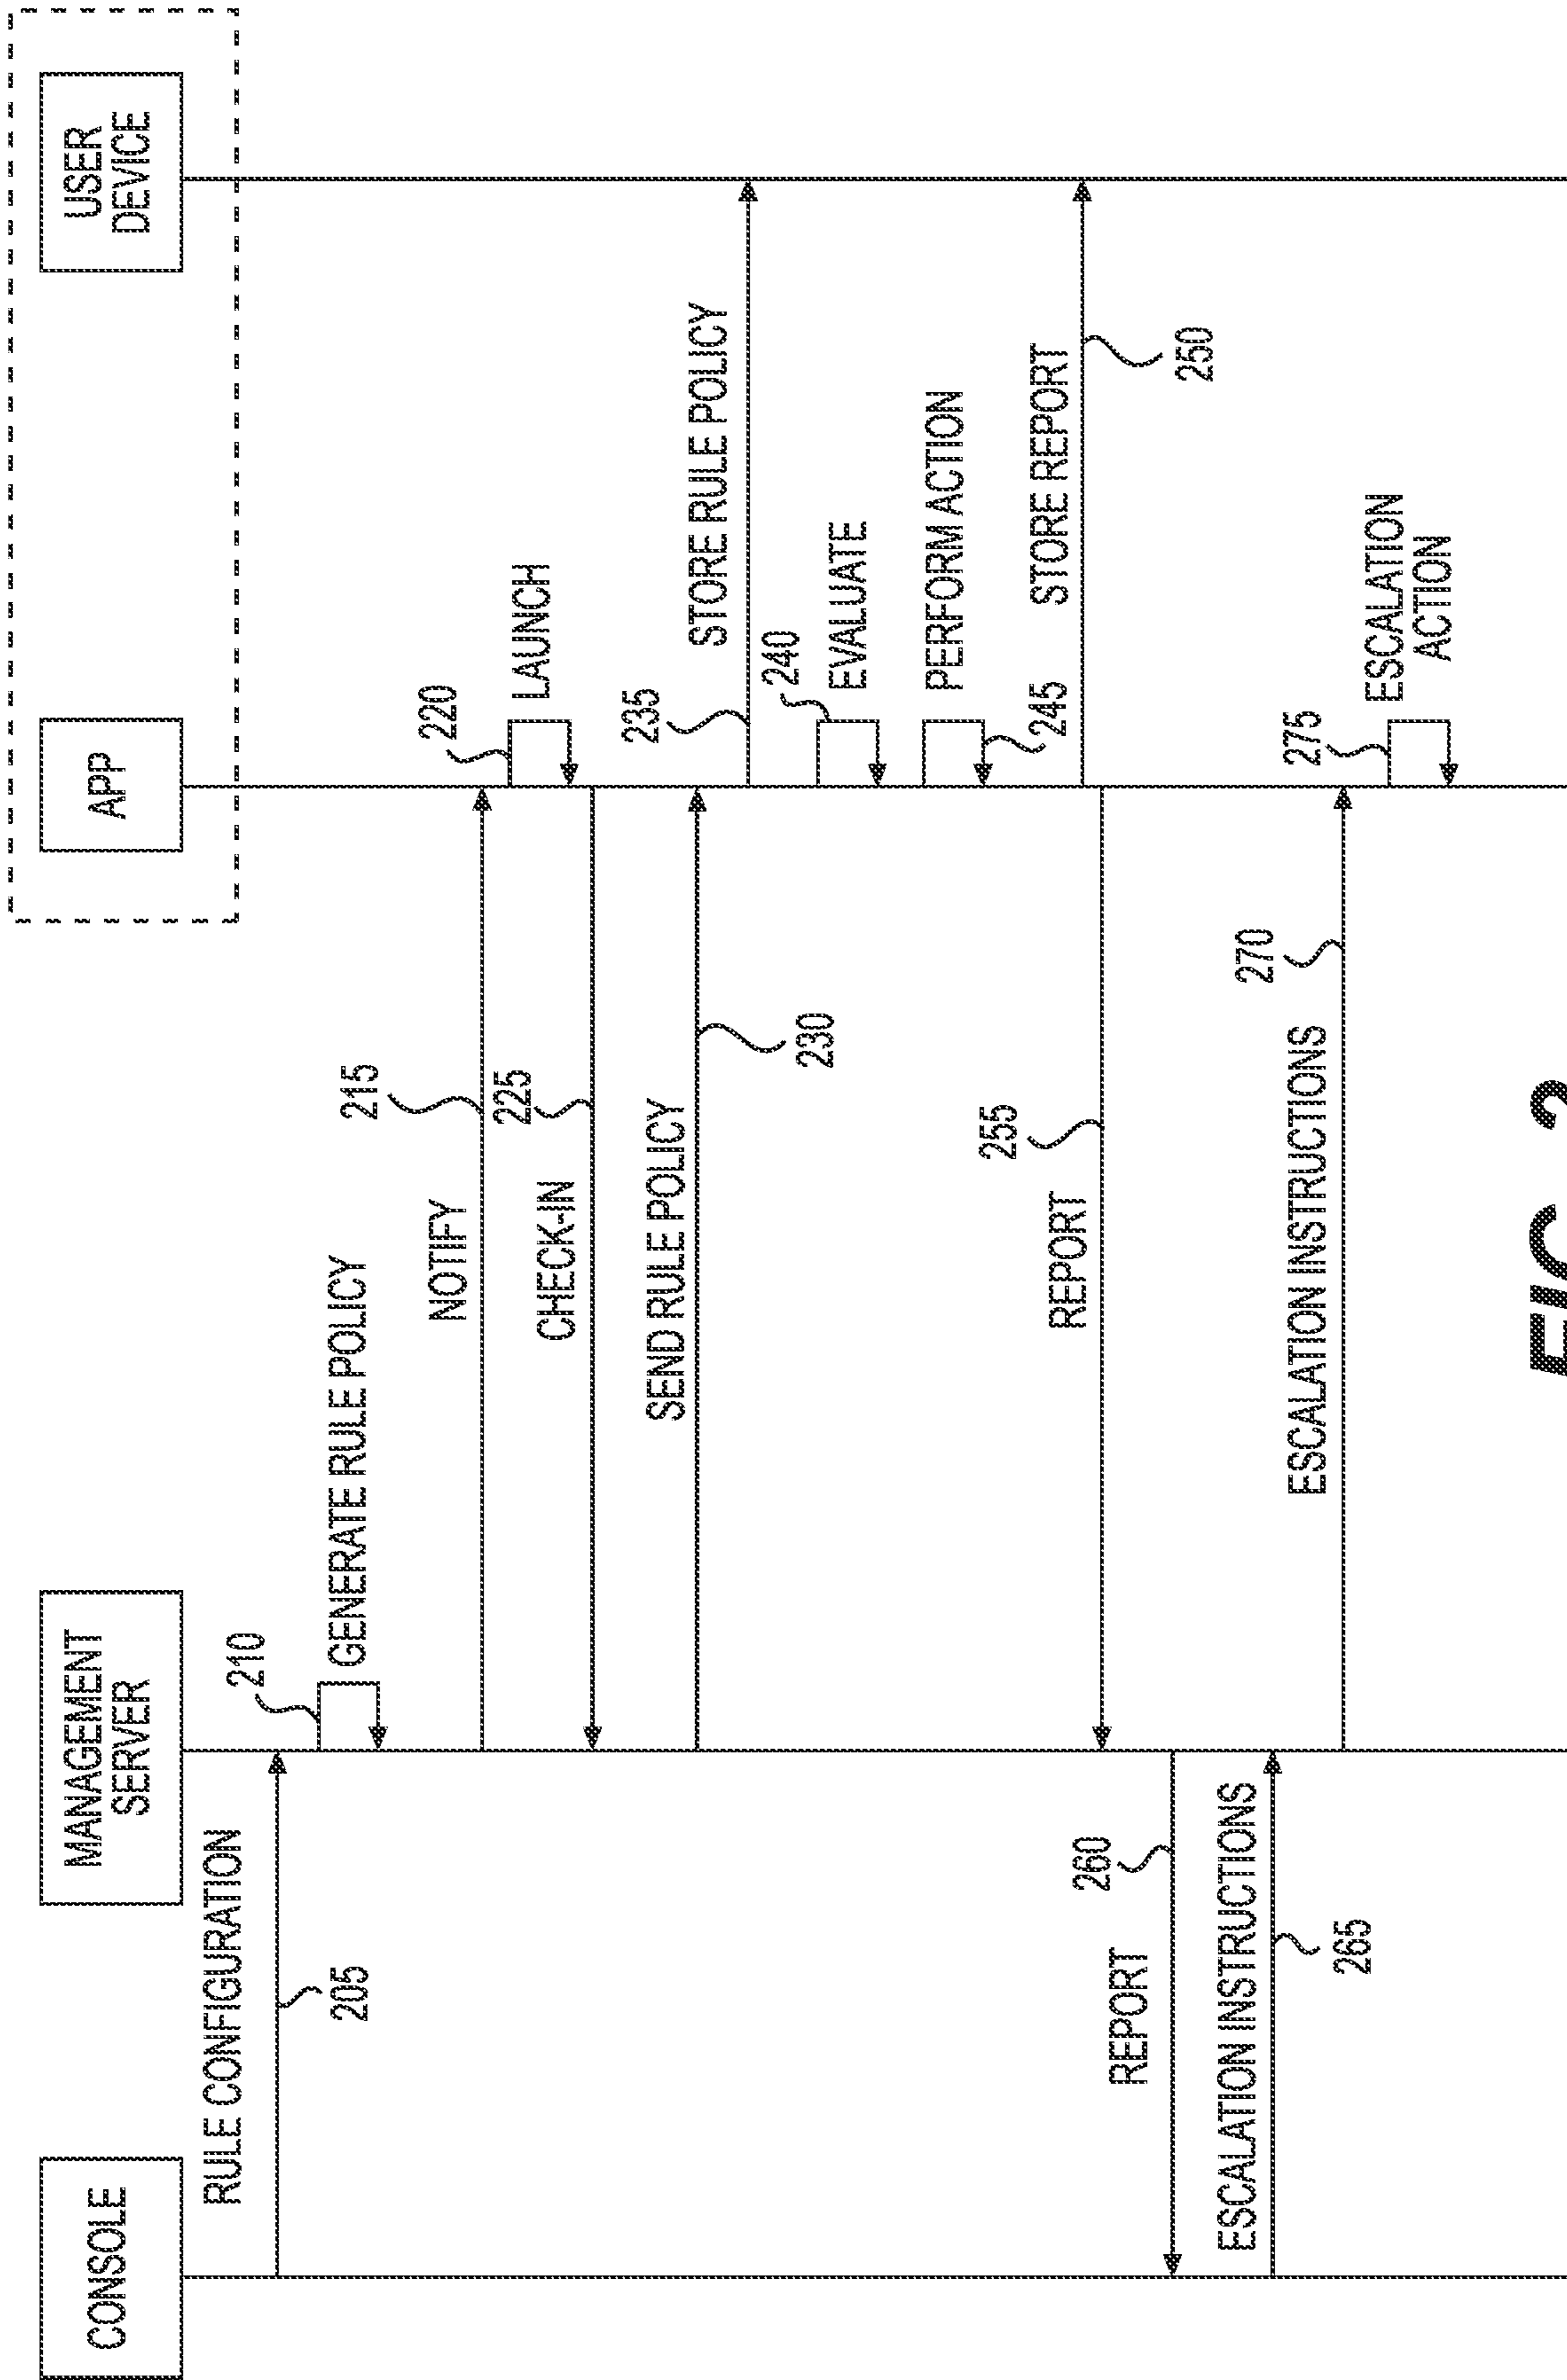 CONSOLE
MANAGEMENT
SERVER
APP
USER
DEVICE
RULE CONFIGURATION
205
210
GENERATE RULE POLICY
215
NOTIFY
220
LAUNCH
225
CHECK-IN
SEND RULE POLICY
230
235
STORE RULE POLICY
240
EVALUATE
PERFORM ACTION
245
STORE REPORT
250
255
REPORT
260
REPORT
ESCALATION INSTRUCTIONS
265
270
ESCALATION INSTRUCTIONS
275
ESCALATION
ACTION